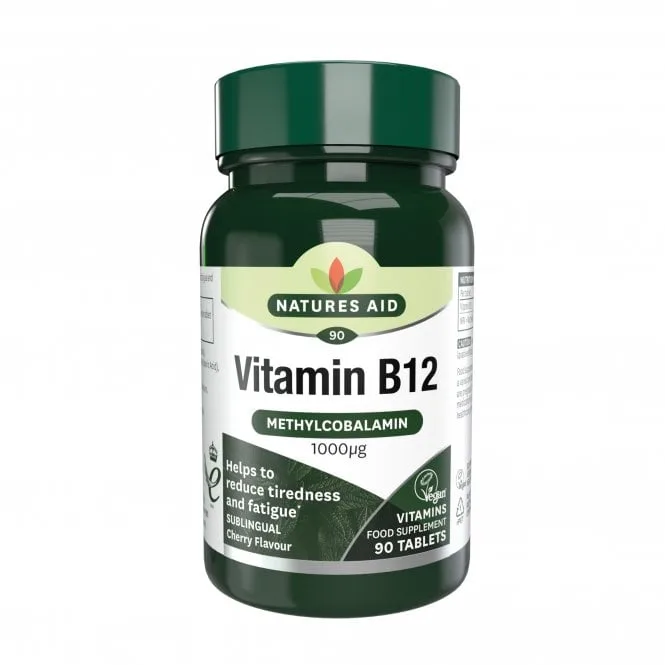 NATURES AID
90
Vitamin B12
METHYLCOBALAMIN
1000µg
Helps to
reduce tiredness
and fatigue*
SUBLINGUAL
Cherry Flavour
Vegan
VITAMINS
FOOD SUPPLEMENT
90 TABLETS